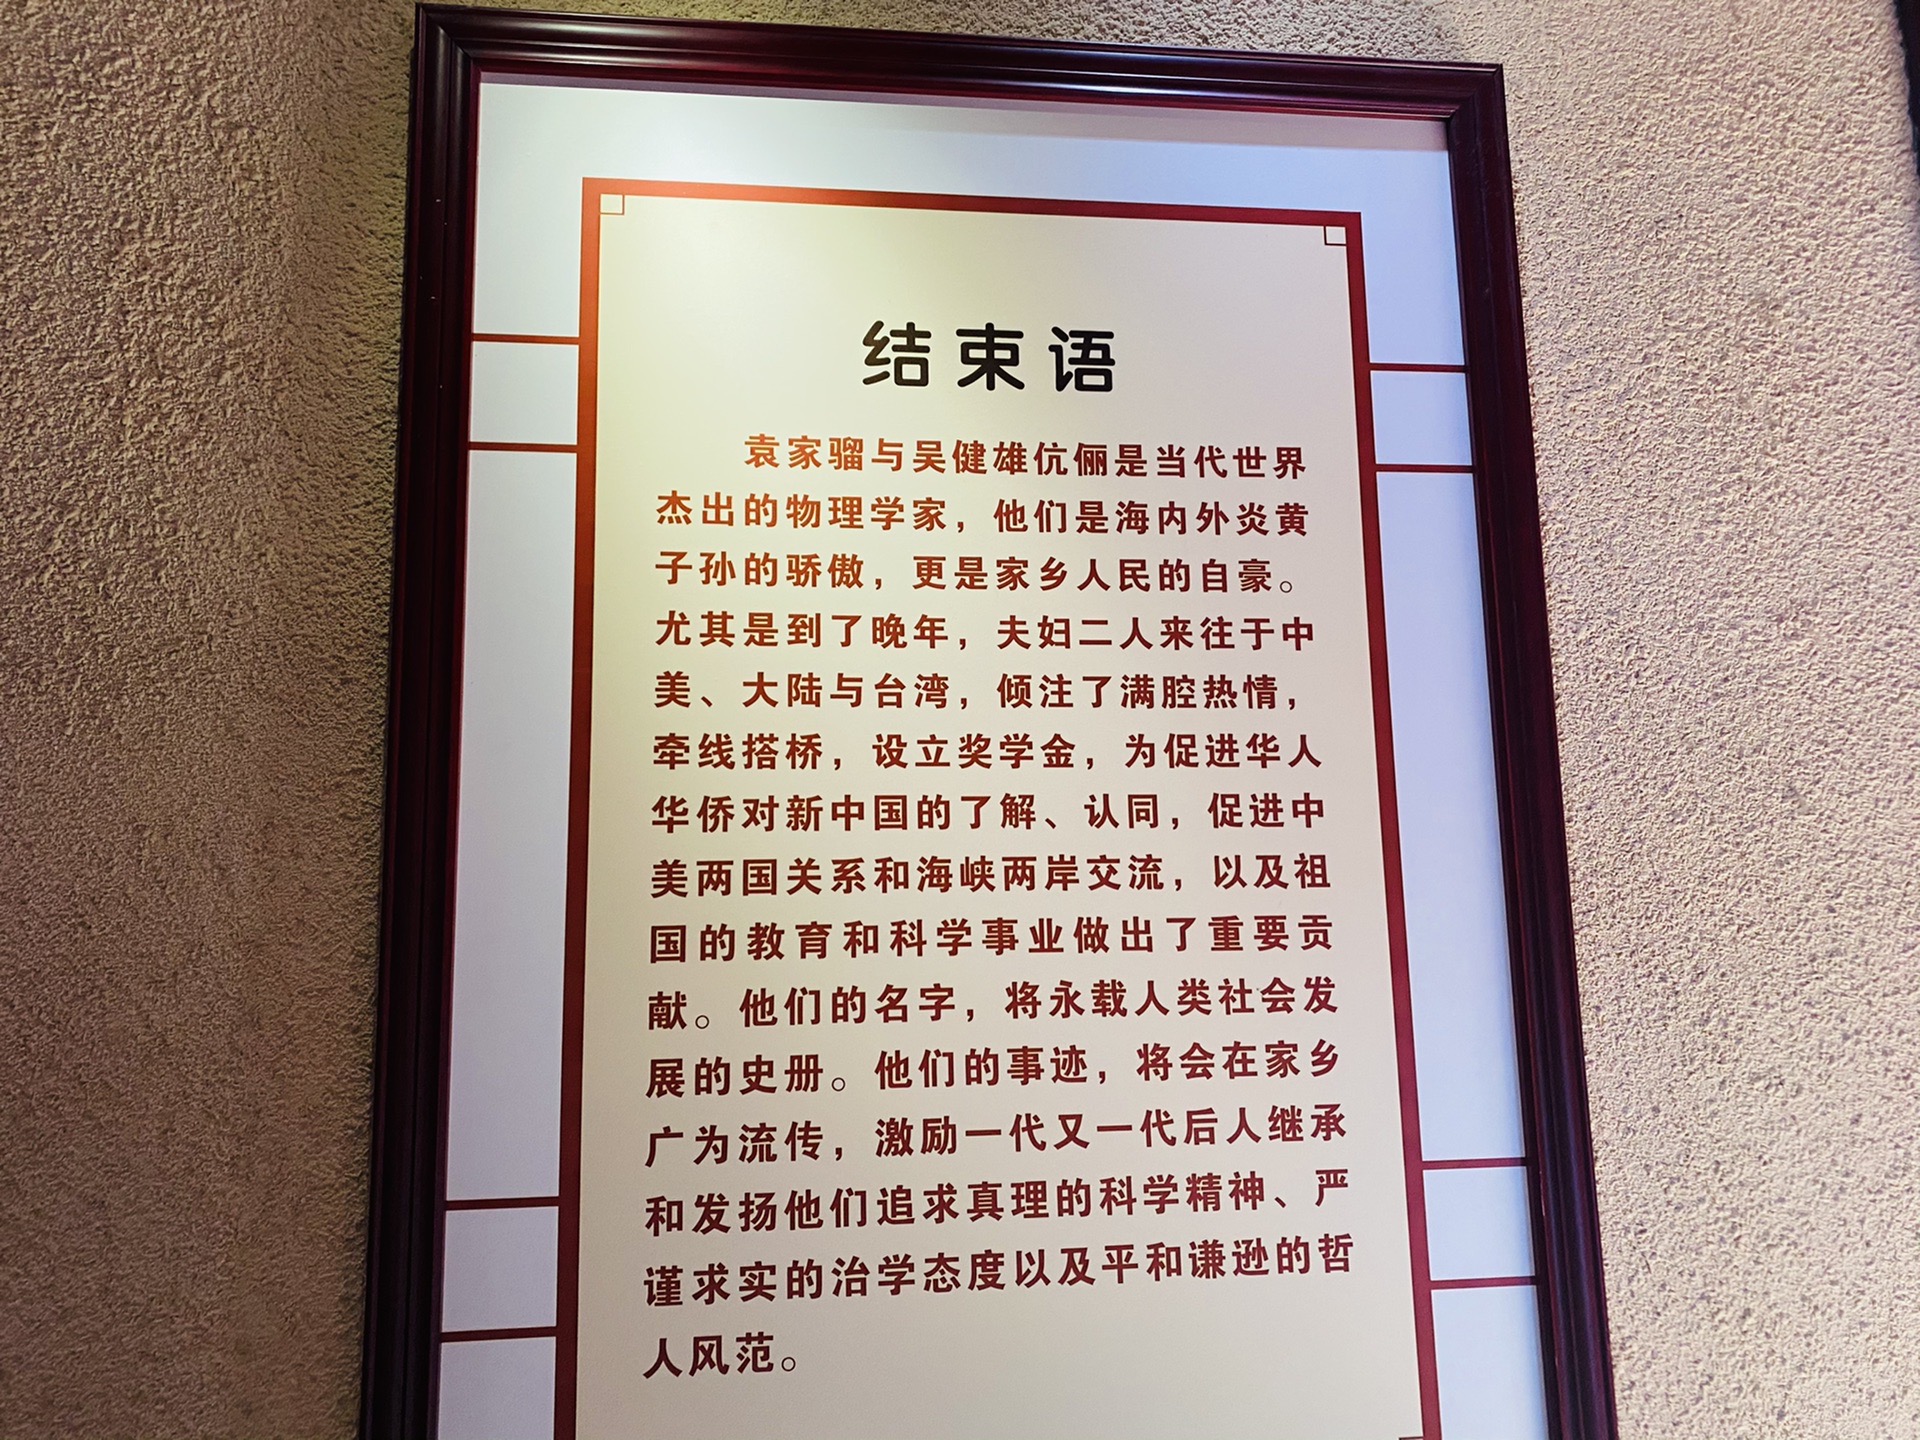 结束语
袁家骝与吴健雄伉俪是当代世界
杰出的物理学家，他们是海内外炎黄
子孙的骄傲，更是家乡人民的自豪。
尤其是到了晚年，夫妇二人来往于中
美、大陆与台湾，倾注了满腔热情，
牵线搭桥，设立奖学金，为促进华人
华侨对新中国的了解、认同，促进中
美两国关系和海峡两岸交流，以及祖
国的教育和科学事业做出了重要贡
献。他们的名字，将永载人类社会发
展的史册。他们的事迹，将会在家乡
广为流传，激励一代又一代后人继承
和发扬他们追求真理的科学精神、严
谨求实的治学态度以及平和谦逊的哲
人风范。